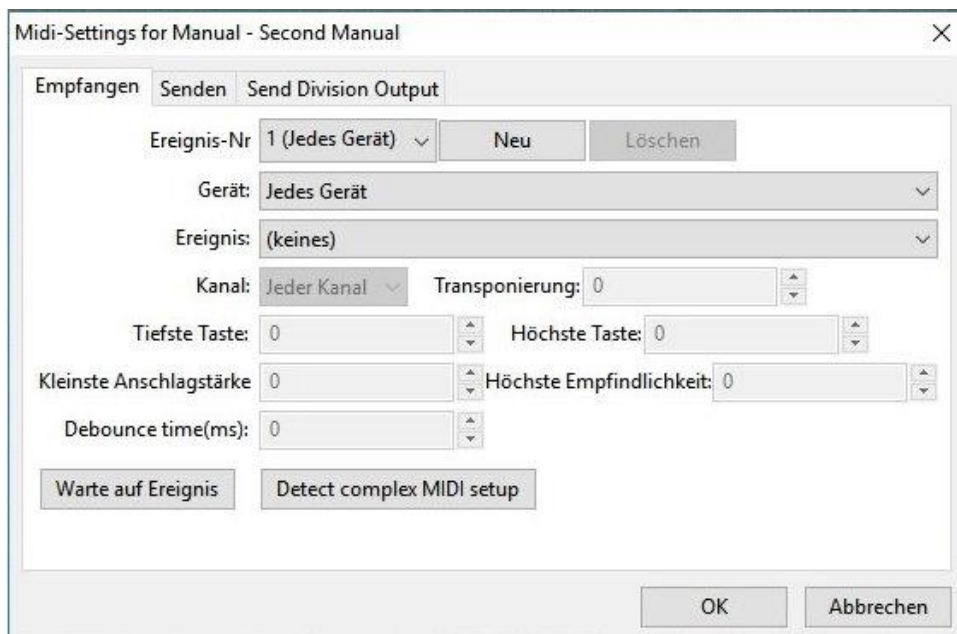 Midi-Settings for Manual - Second Manual
Empfangen Senden Send Division Output
Ereignis-Nr 1 (Jedes Gerät) Neu Löschen
Gerät: Jedes Gerät
Ereignis: (keines)
Kanal: Jeder Kanal Transponierung: 0
Tiefste Taste: 0 Höchste Taste: 0
Kleinste Anschlagstärke 0 Höchste Empfindlichkeit: 0
Debounce time(ms): 0
Warte auf Ereignis Detect complex MIDI setup
OK Abbrechen